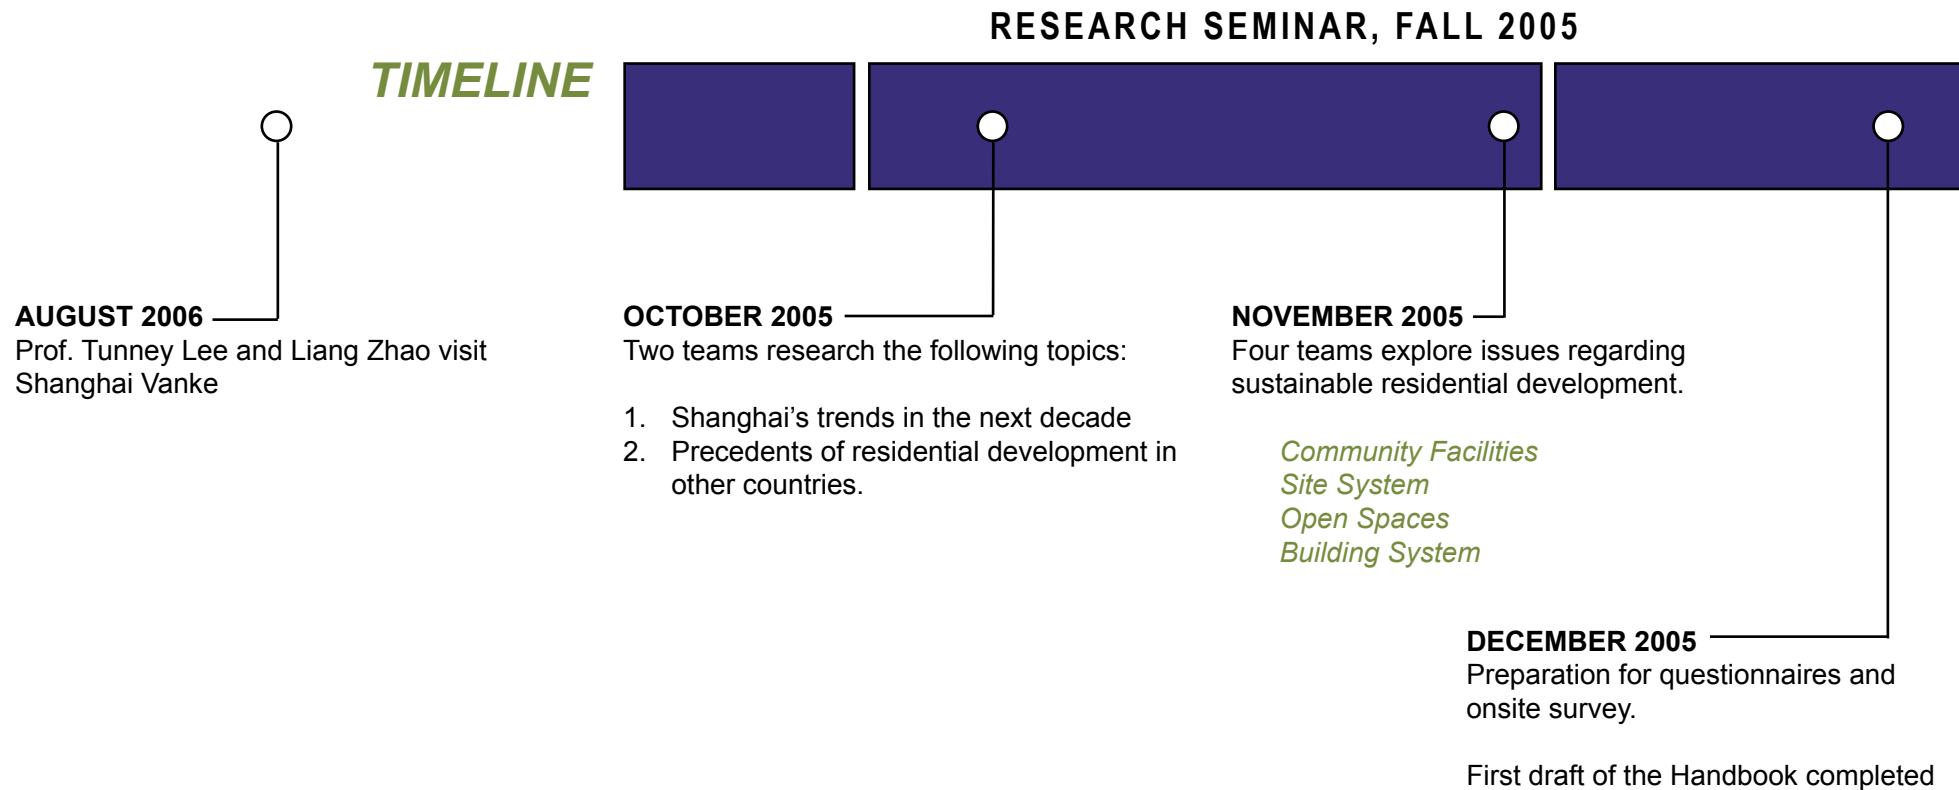 RESEARCH SEMINAR, FALL 2005
TIMELINE
AUGUST 2006
Prof. Tunney Lee and Liang Zhao visit
Shanghai Vanke
OCTOBER 2005
Two teams research the following topics:
1. Shanghai’s trends in the next decade
2. Precedents of residential development in
other countries.
NOVEMBER 2005
Four teams explore issues regarding
sustainable residential development.
Community Facilities
Site System
Open Spaces
Building System
DECEMBER 2005
Preparation for questionnaires and
onsite survey.
First draft of the Handbook completed